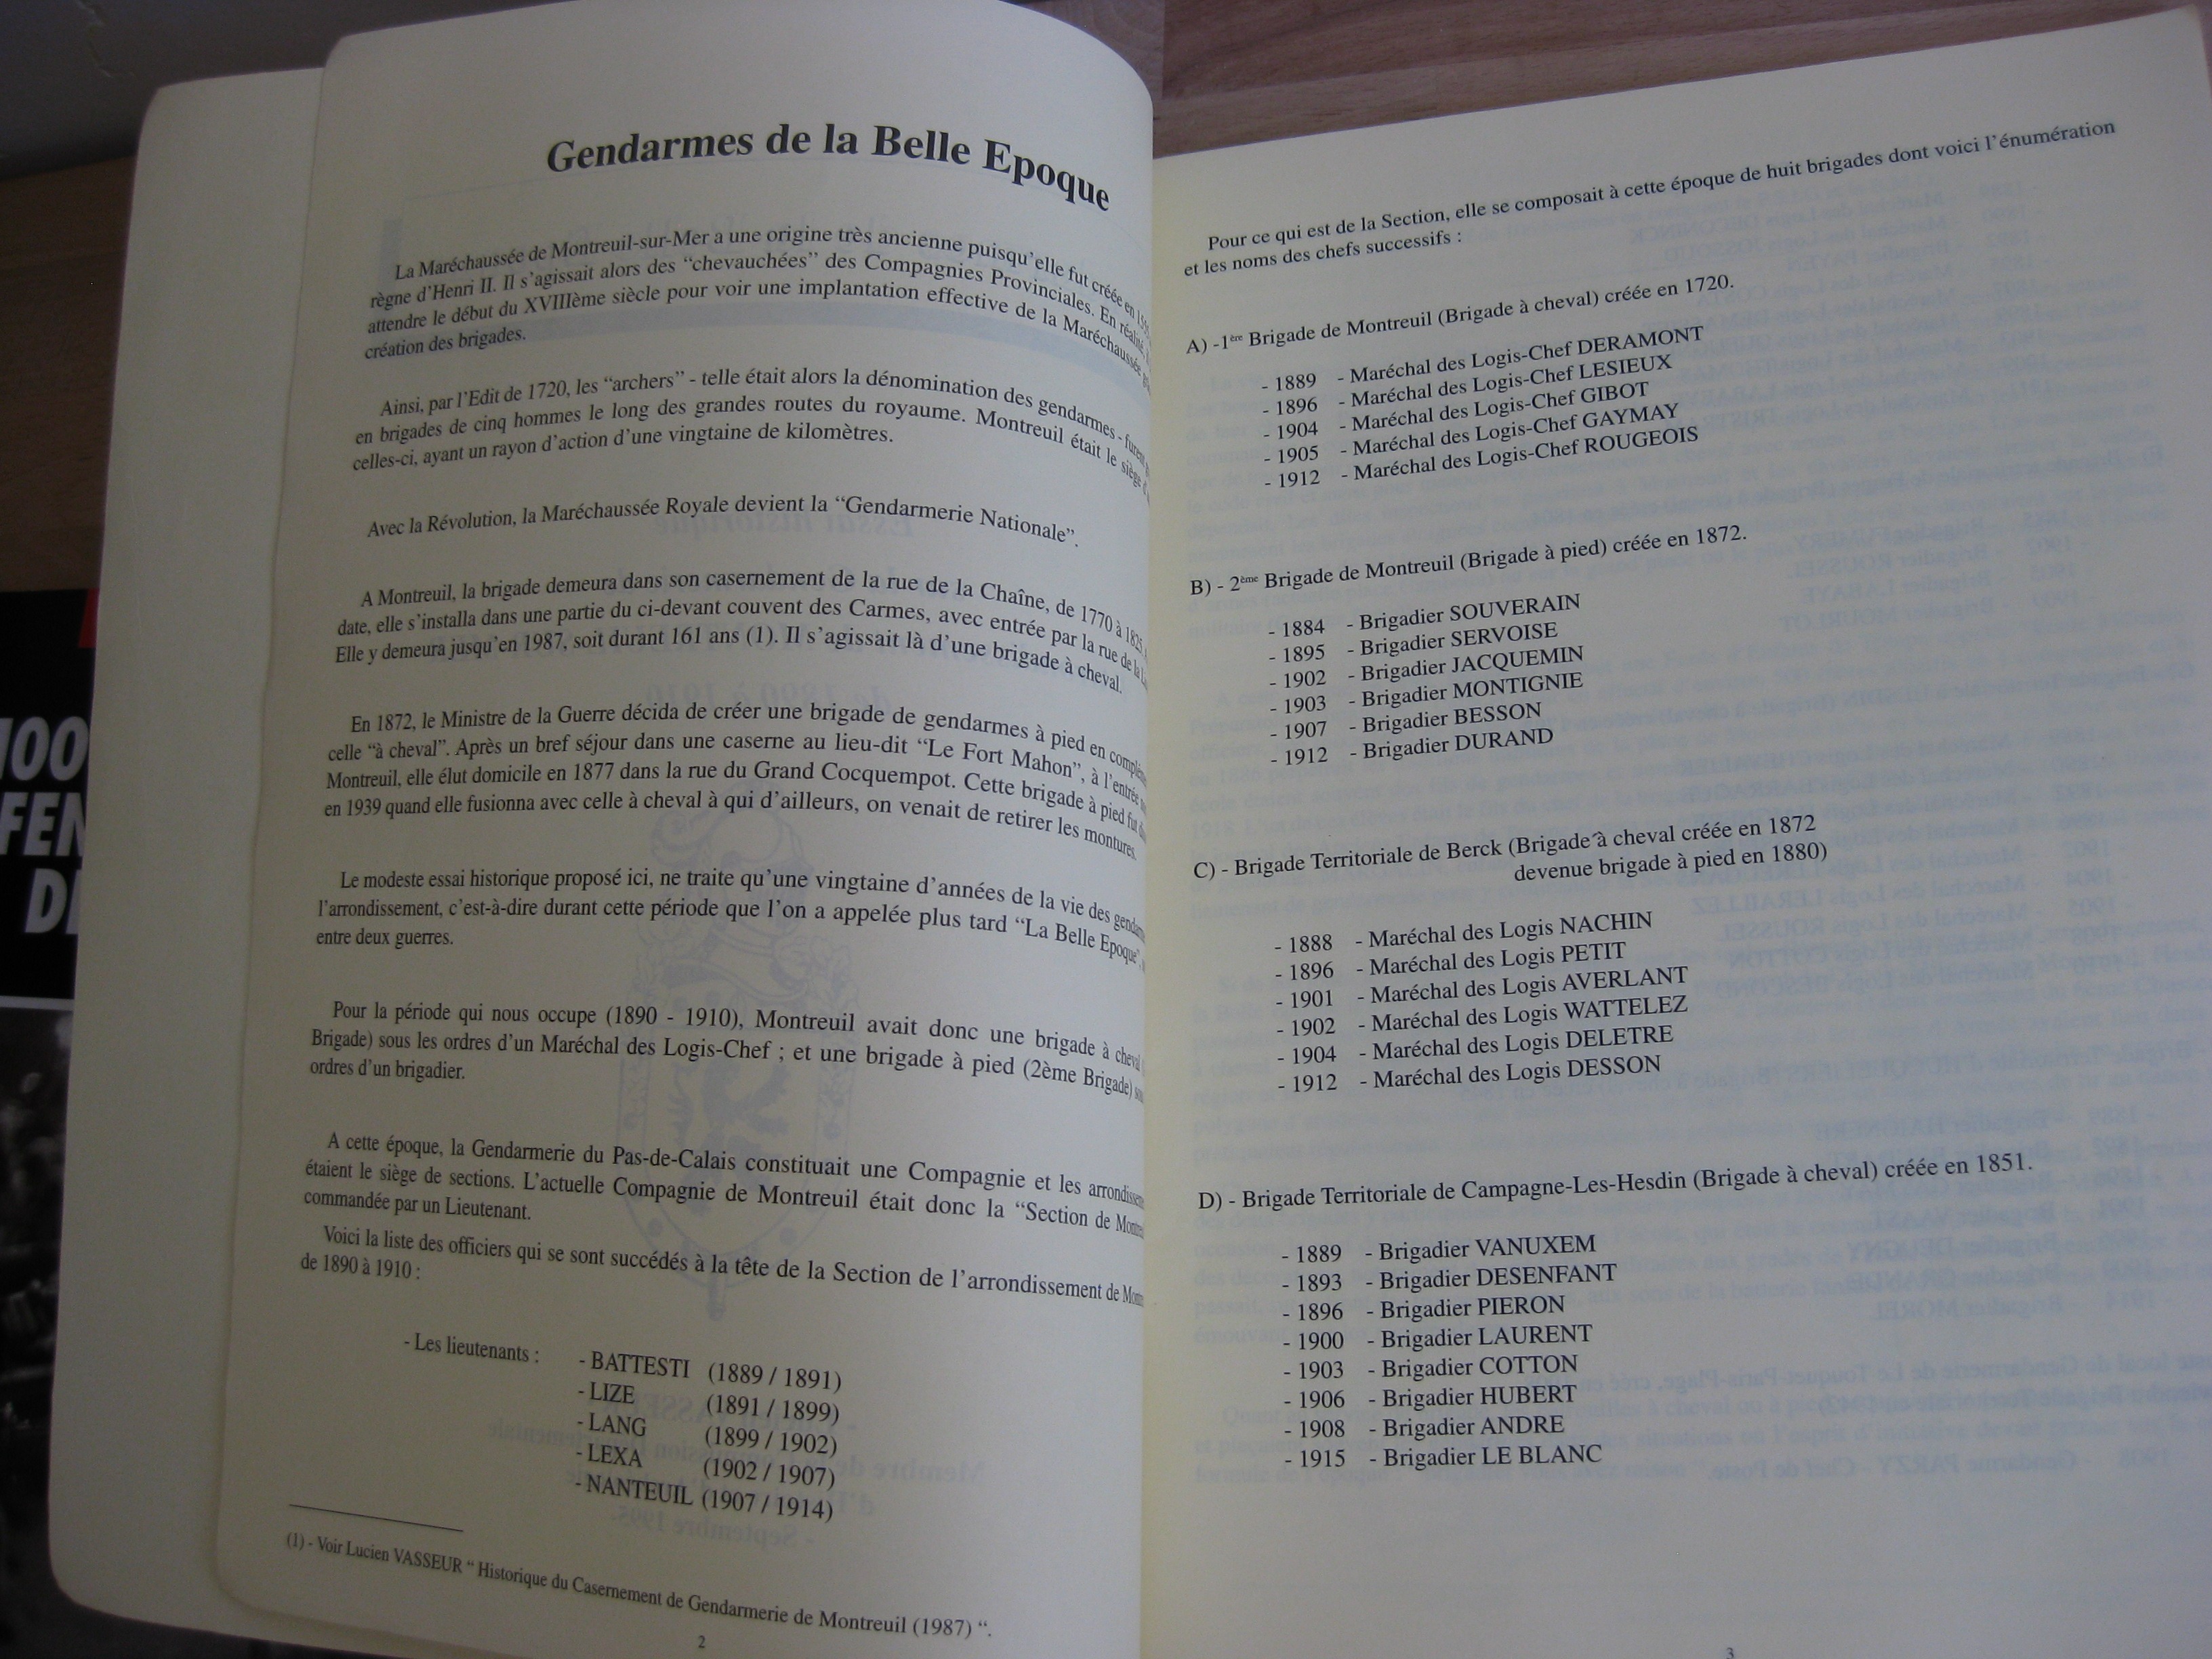 Gendarmes de la Belle Epoque
La Maréchaussée de Montreuil-sur-Mer a une origine très ancienne puisqu'elle fut créée en
règne d'Henri II. Il s'agissait alors des “chevauchées” des Compagnies Provinciales. En réalité,
attendre le début du XVIIIème siècle pour voir une implantation effective de la Maréchaussée
création des brigades.
Ainsi, par l'Edit de 1720, les “archers” - telle était alors la dénomination des gendarmes - furent
en brigades de cinq hommes le long des grandes routes du royaume. Montreuil était le siège
celles-ci, ayant un rayon d'action d'une vingtaine de kilomètres.
Avec la Révolution, la Maréchaussée Royale devient la “Gendarmerie Nationale”.
A Montreuil, la brigade demeura dans son casernement de la rue de la Chaîne, de 1770 à 1825.
date, elle s'installa dans une partie du ci-devant couvent des Carmes, avec entrée par la rue de la
Elle y demeura jusqu'en 1987, soit durant 161 ans (1). Il s'agissait là d'une brigade à cheval.
En 1872, le Ministre de la Guerre décida de créer une brigade de gendarmes à pied en
celle “à cheval”. Après un bref séjour dans une caserne au lieu-dit “Le Fort Mahon”, à l'entrée
Montreuil, elle élut domicile en 1877 dans la rue du Grand Cocquempot. Cette brigade à pied fut
en 1939 quand elle fusionna avec celle à cheval à qui d'ailleurs, on venait de retirer les montures.
Le modeste essai historique proposé ici, ne traite qu'une vingtaine d'années de la vie des
l'arrondissement, c'est-à-dire durant cette période que l'on a appelée plus tard “La Belle Epoque”,
entre deux guerres.
Pour la période qui nous occupe (1890 - 1910), Montreuil avait donc une brigade à cheval
Brigade) sous les ordres d'un Maréchal des Logis-Chef ; et une brigade à pied (2ème Brigade)
ordres d'un brigadier.
A cette époque, la Gendarmerie du Pas-de-Calais constituait une Compagnie et les
étaient le siège de sections. L'actuelle Compagnie de Montreuil était donc la “Section de
commandée par un Lieutenant.
Voici la liste des officiers qui se sont succédés à la tête de la Section de l'arrondissement de
de 1890 à 1910 :
- Les lieutenants : - BATTESTI (1889 / 1891)
- LIZE (1891 / 1899)
- LANG (1899 / 1902)
- LEXA (1902 / 1907)
- NANTEUIL (1907 / 1914)
(1) - Voir Lucien VASSEUR “ Historique du Casernement de Gendarmerie de Montreuil (1987) “.
2
Pour ce qui est de la Section, elle se composait à cette époque de huit brigades dont voici l'énumération
et les noms des chefs successifs :
A) -1ère Brigade de Montreuil (Brigade à cheval) créée en 1720.
- 1889 - Maréchal des Logis-Chef DERAMONT
- 1896 - Maréchal des Logis-Chef LESIEUX
- 1904 - Maréchal des Logis-Chef GIBOT
- 1905 - Maréchal des Logis-Chef GAYMAY
- 1912 - Maréchal des Logis-Chef ROUGEOIS
B) - 2ème Brigade de Montreuil (Brigade à pied) créée en 1872.
- 1884 - Brigadier SOUVERAIN
- 1895 - Brigadier SERVOISE
- 1902 - Brigadier JACQUEMIN
- 1903 - Brigadier MONTIGNIE
- 1907 - Brigadier BESSON
- 1912 - Brigadier DURAND
C) - Brigade Territoriale de Berck (Brigade à cheval créée en 1872
devenue brigade à pied en 1880)
- 1888 - Maréchal des Logis NACHIN
- 1896 - Maréchal des Logis PETIT
- 1901 - Maréchal des Logis AVERLANT
- 1902 - Maréchal des Logis WATTELEZ
- 1904 - Maréchal des Logis DELETRE
- 1912 - Maréchal des Logis DESSON
D) - Brigade Territoriale de Campagne-Les-Hesdin (Brigade à cheval) créée en 1851.
- 1889 - Brigadier VANUXEM
- 1893 - Brigadier DESENFANT
- 1896 - Brigadier PIERON
- 1900 - Brigadier LAURENT
- 1903 - Brigadier COTTON
- 1906 - Brigadier HUBERT
- 1908 - Brigadier ANDRE
- 1915 - Brigadier LE BLANC
3